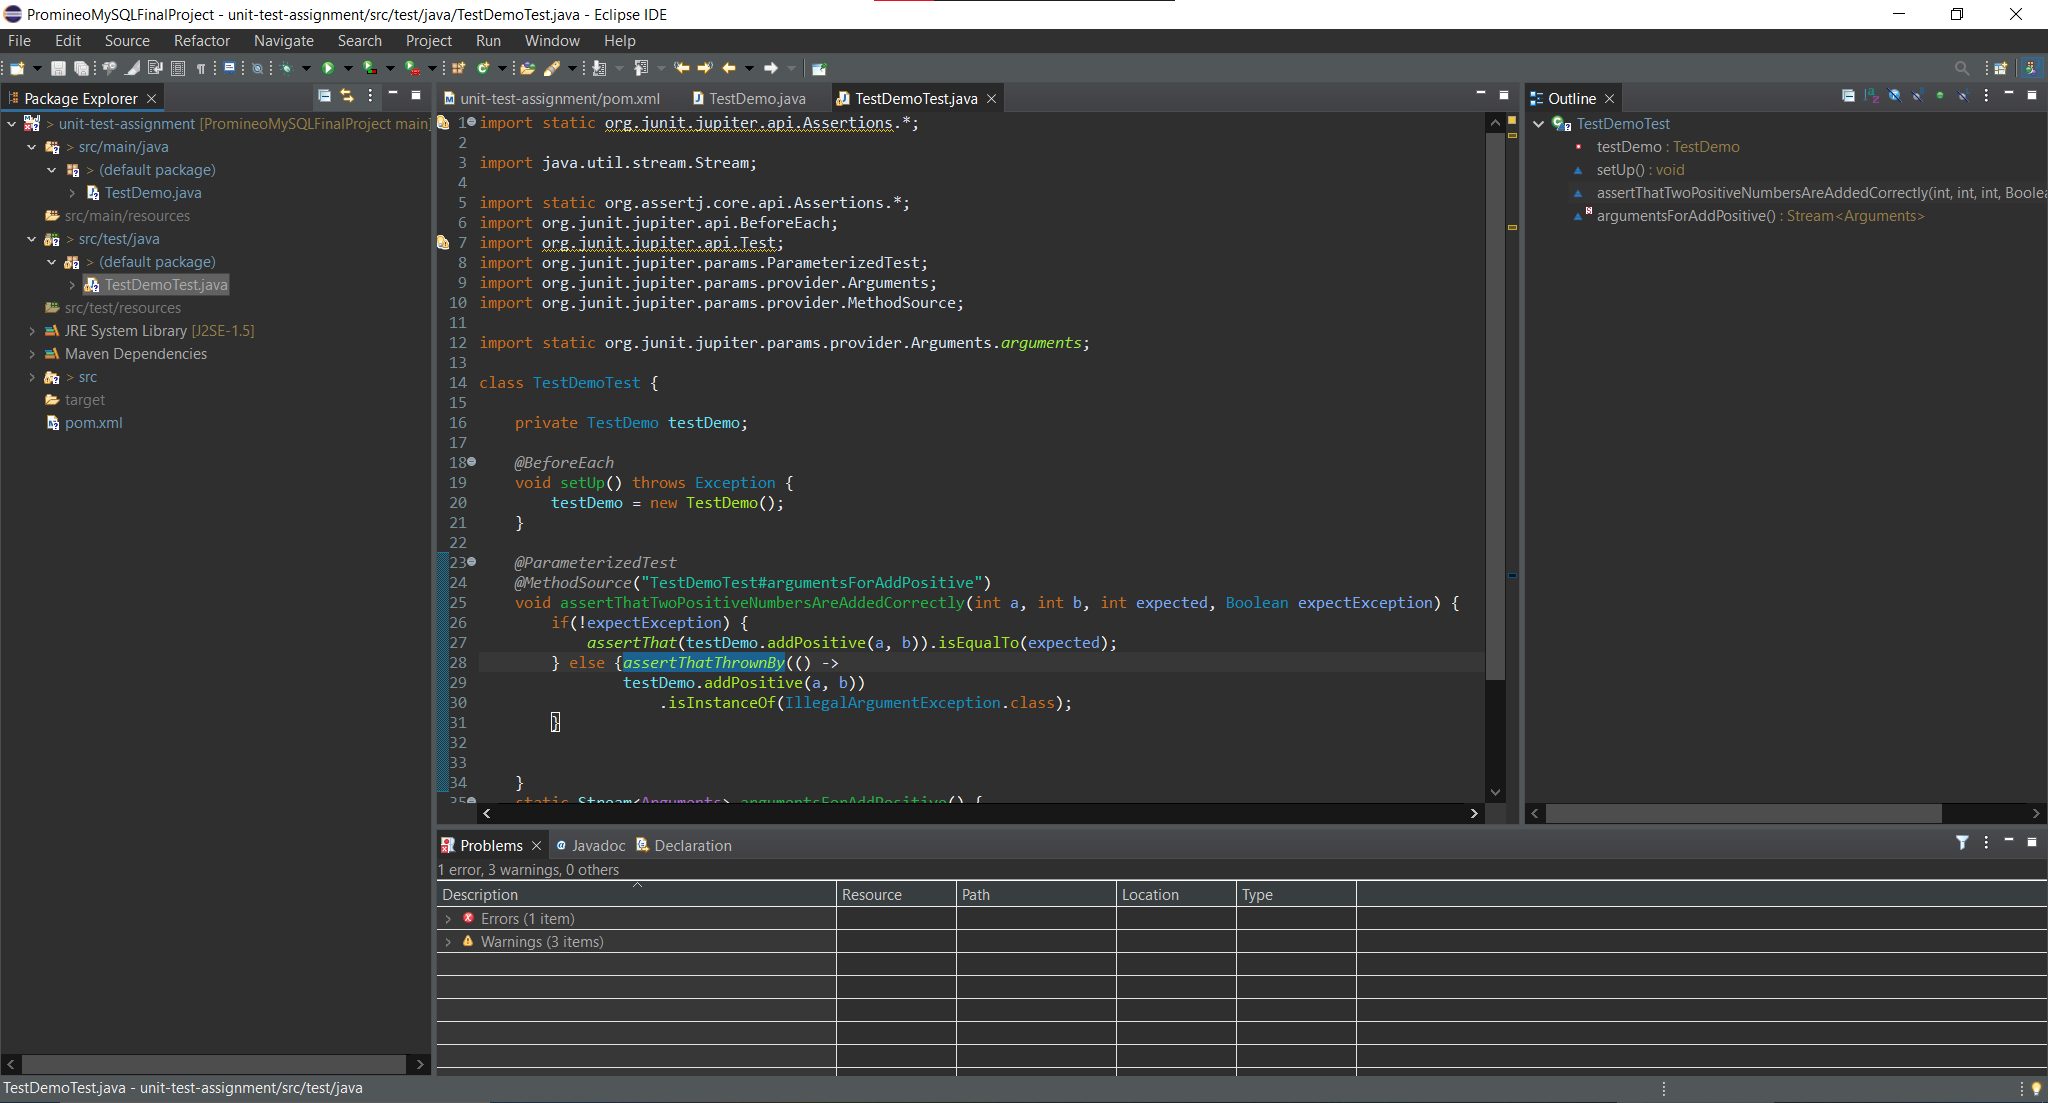 PromineoMySQLFinalProject - unit-test-assignment/src/test/java/TestDemoTest.java - Eclipse IDE
File Edit Source Refactor Navigate Search Project Run Window Help
Package Explorer
> unit-test-assignment [PromineoMySQLFinalProject main]
> src/main/java
> (default package)
TestDemo.java
src/main/resources
> src/test/java
> (default package)
TestDemoTest.java
src/test/resources
JRE System Library [J2SE-1.5]
Maven Dependencies
> src
target
pom.xml
unit-test-assignment/pom.xml TestDemo.java TestDemoTest.java
1 import static org.junit.jupiter.api.Assertions.*;
2
3 import java.util.stream.Stream;
4
5 import static org.assertj.core.api.Assertions.*;
6 import org.junit.jupiter.api.BeforeEach;
7 import org.junit.jupiter.api.Test;
8 import org.junit.jupiter.params.ParameterizedTest;
9 import org.junit.jupiter.params.provider.Arguments;
10 import org.junit.jupiter.params.provider.MethodSource;
11
12 import static org.junit.jupiter.params.provider.Arguments.arguments;
13
14 class TestDemoTest {
15
16 private TestDemo testDemo;
17
18 @BeforeEach
19 void setUp() throws Exception {
20 testDemo = new TestDemo();
21 }
22
23 @ParameterizedTest
24 @MethodSource("TestDemoTest#argumentsForAddPositive")
25 void assertThatTwoPositiveNumbersAreAddedCorrectly(int a, int b, int expected, Boolean expectException) {
26 if(!expectException) {
27 assertThat(testDemo.addPositive(a, b)).isEqualTo(expected);
28 } else {assertThatThrownBy(() ->
29 testDemo.addPositive(a, b))
30 .isInstanceOf(IllegalArgumentException.class);
31 }
32
33
34 }
35 static Stream<Arguments> argumentsForAddPositive() {
Outline
TestDemoTest
testDemo : TestDemo
setUp() : void
assertThatTwoPositiveNumbersAreAddedCorrectly(int, int, int, Boolea
argumentsForAddPositive() : Stream<Arguments>
Problems Javadoc Declaration
1 error, 3 warnings, 0 others
Description Resource Path Location Type
Errors (1 item)
Warnings (3 items)
TestDemoTest.java - unit-test-assignment/src/test/java